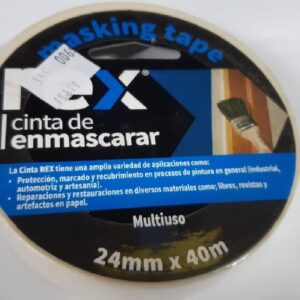 masking tape
rex®
cinta de
enmascarar
La Cinta REX tiene una amplia variedad de aplicaciones como:
• Protección, marcado y recubrimiento en procesos de pintura en general (industrial,
automotriz y artesanía).
• Reparaciones y restauraciones en diversos materiales como; libros, revistas y
artefactos en papel.
Multiuso
24mm x 40m